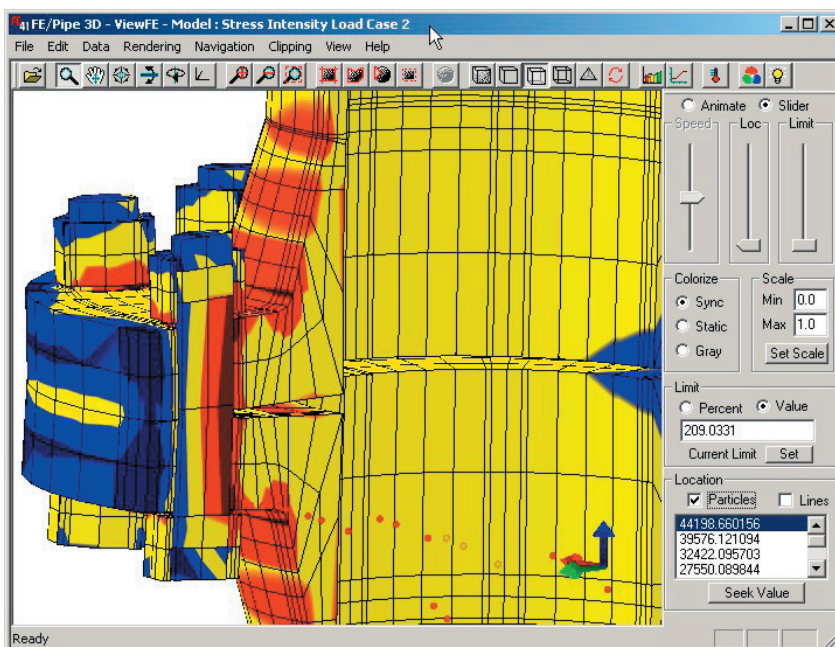 41 FE/Pipe 3D - ViewFE - Model : Stress Intensity Load Case 2
File Edit Data Rendering Navigation Clipping View Help
Animate Slider
Speed Loc Limit
Colorize
Sync
Static
Gray
Scale
Min 0.0
Max 1.0
Set Scale
Limit
Percent Value
209.0331
Current Limit Set
Location
Particles Lines
44198.660156
39576.121094
32422.095703
27550.089844
Seek Value
Ready